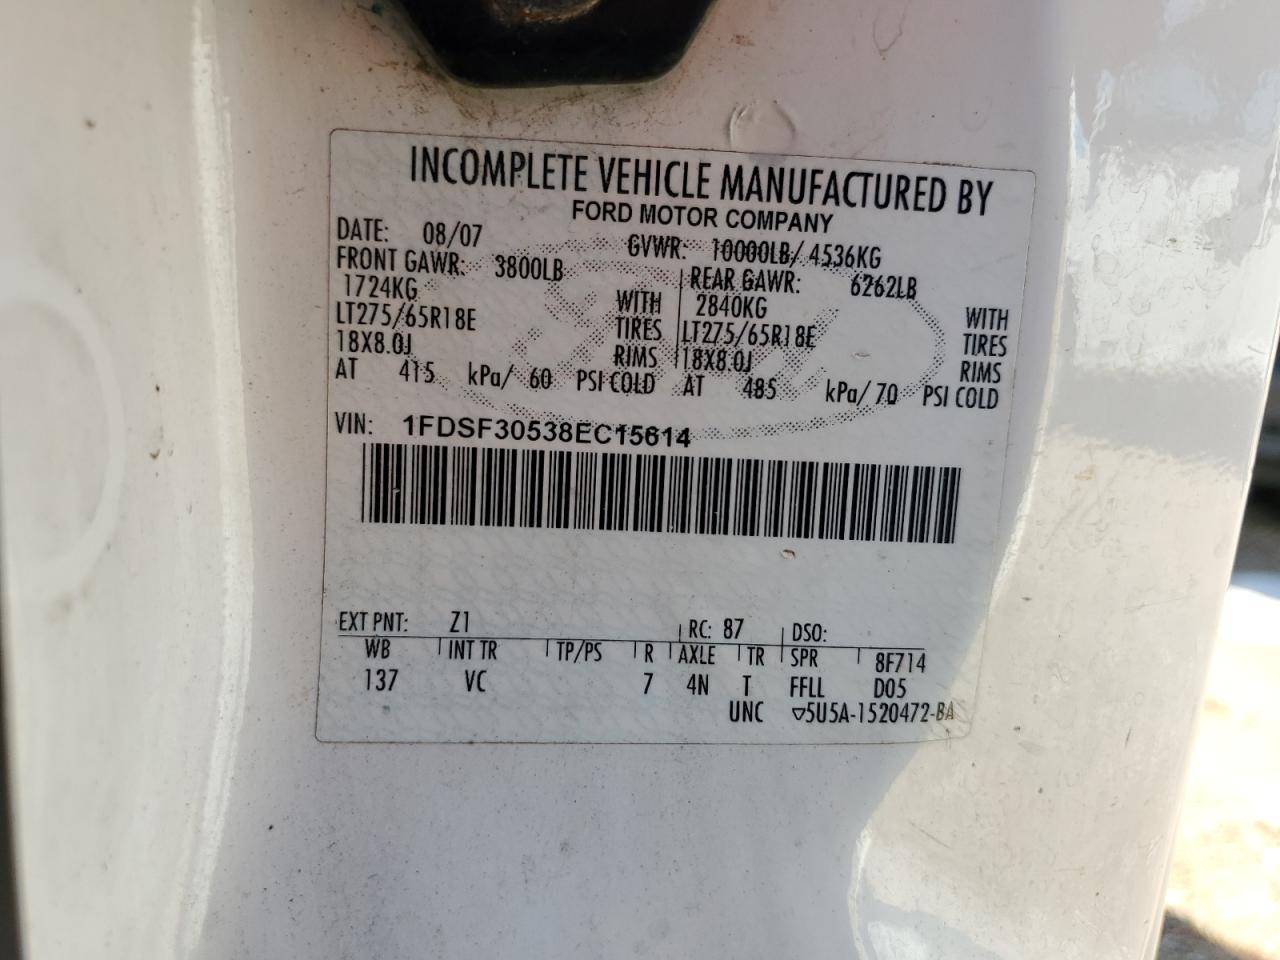 INCOMPLETE VEHICLE MANUFACTURED BY
FORD MOTOR COMPANY
DATE: 08/07 GVWR: 10000LB/ 4536KG
FRONT GAWR: 3800LB REAR GAWR: 6262LB
1724KG WITH 2840KG WITH
LT275/65R18E TIRES LT275/65R18E TIRES
18X8.0J RIMS 18X8.0J RIMS
AT 415 kPa/ 60 PSI COLD AT 485 kPa/ 70 PSI COLD
VIN: 1FDSF30538EC15614
EXT PNT: Z1 RC: 87 DSO:
WB INT TR TP/PS R AXLE TR SPR 8F714
137 VC 7 4N T FFLL D05
UNC ▽5U5A-1520472-BA